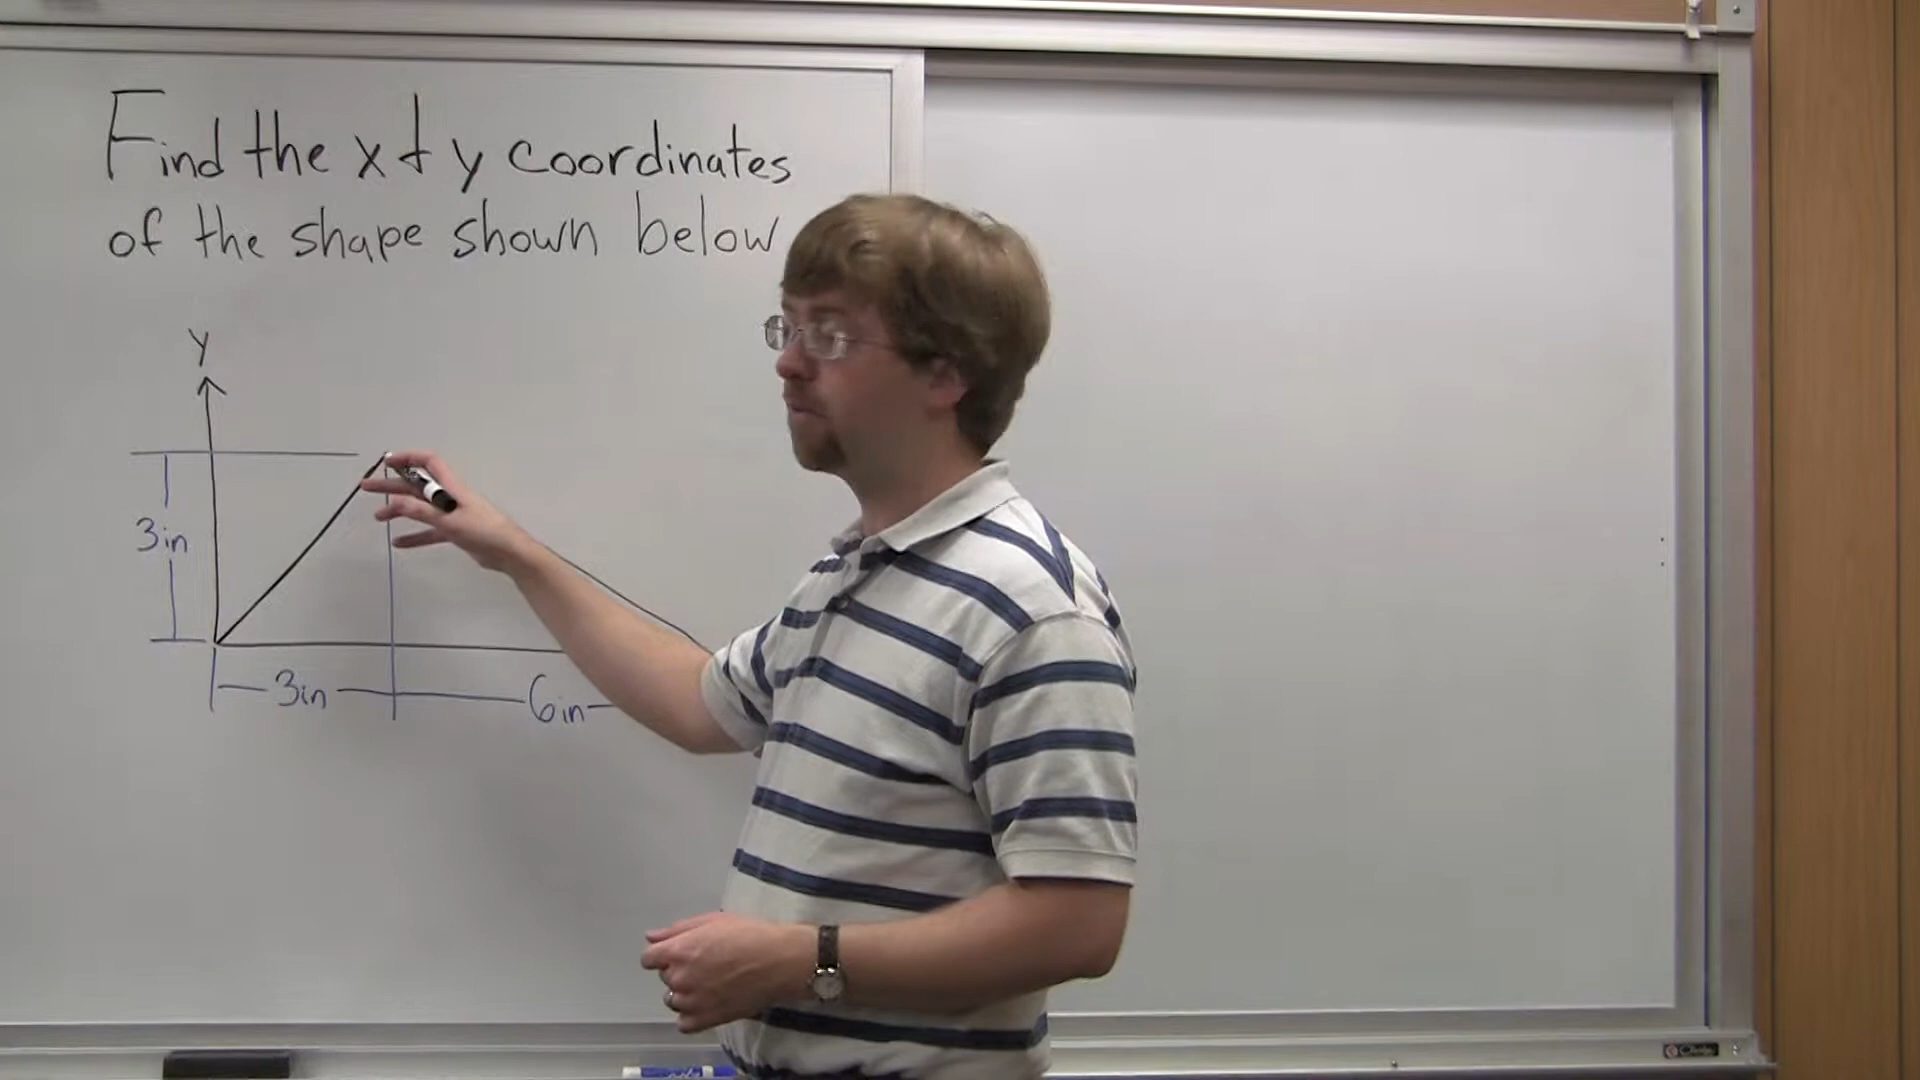 Find the x & y coordinates
of the shape shown below
y
3in
3in
6in